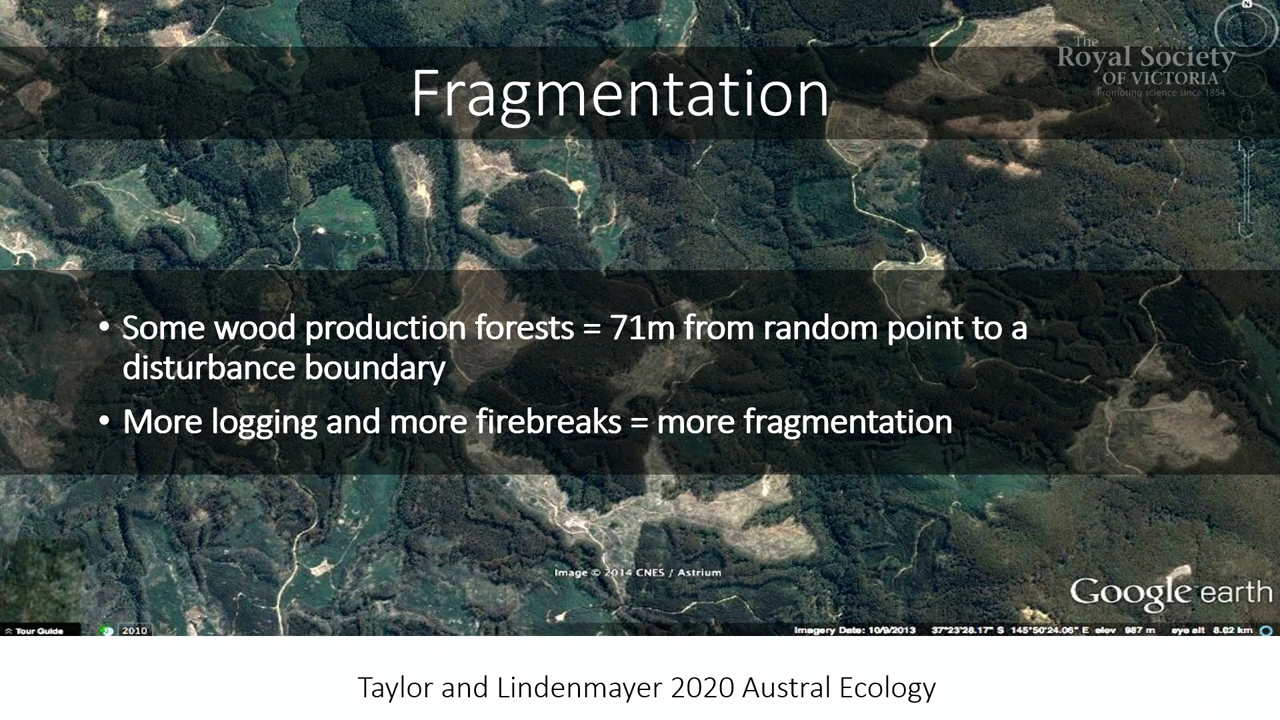 The
Royal Society
OF VICTORIA
Promoting science since 1854
Fragmentation
• Some wood production forests = 71m from random point to a
disturbance boundary
• More logging and more firebreaks = more fragmentation
Image © 2014 CNES / Astrium
Google earth
Tour Guide
2010
Imagery Date: 10/9/2013 37°23'28.17" S 145°50'24.06" E elev 987 m eye alt 8.02 km
Taylor and Lindenmayer 2020 Austral Ecology